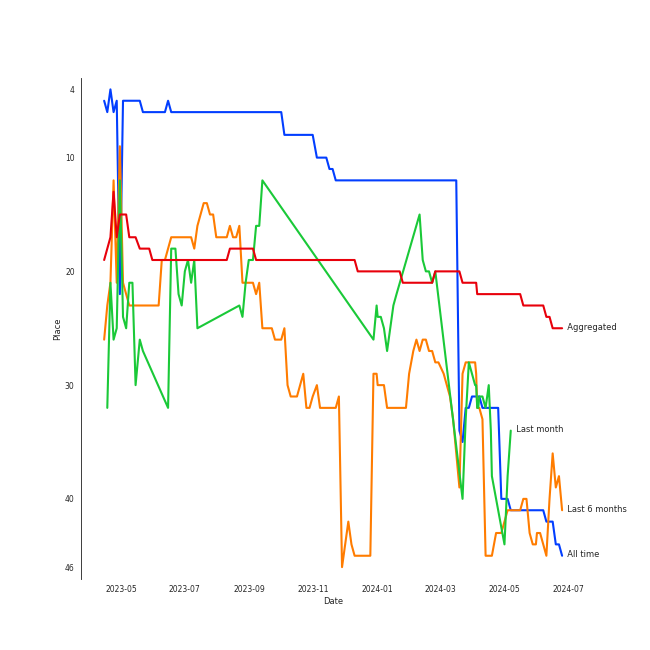 4
10
20
30
40
46
Place
2023-05
2023-07
2023-09
2023-11
2024-01
2024-03
2024-05
2024-07
Date
Aggregated
Last month
Last 6 months
All time